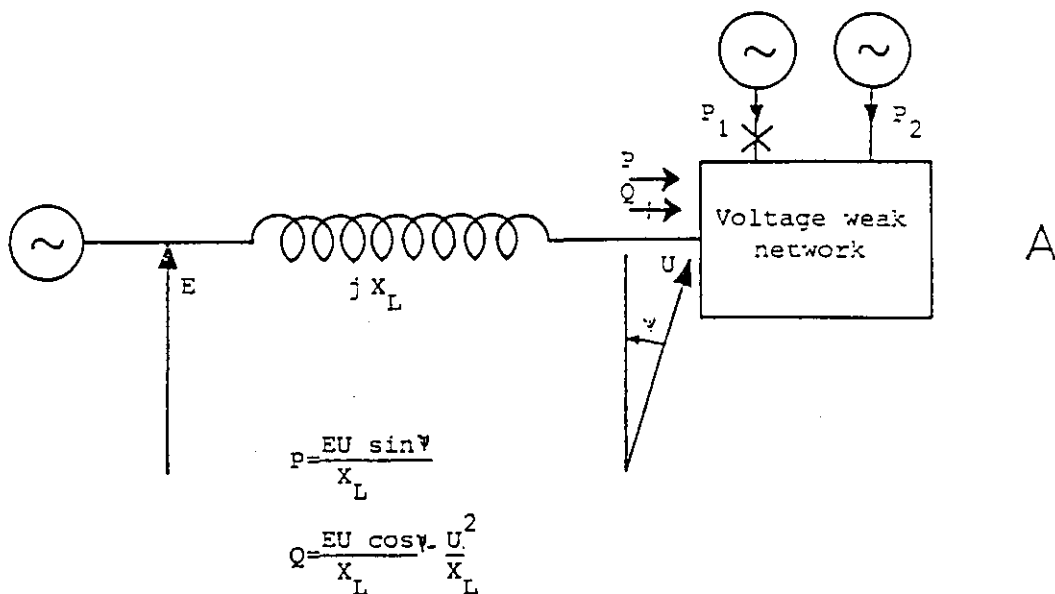 P1
P2
P
Q
Voltage weak
network
A
E
j XL
U
ψ
P=EU sinψ/XL
Q=EU cosψ/XL - U²/XL